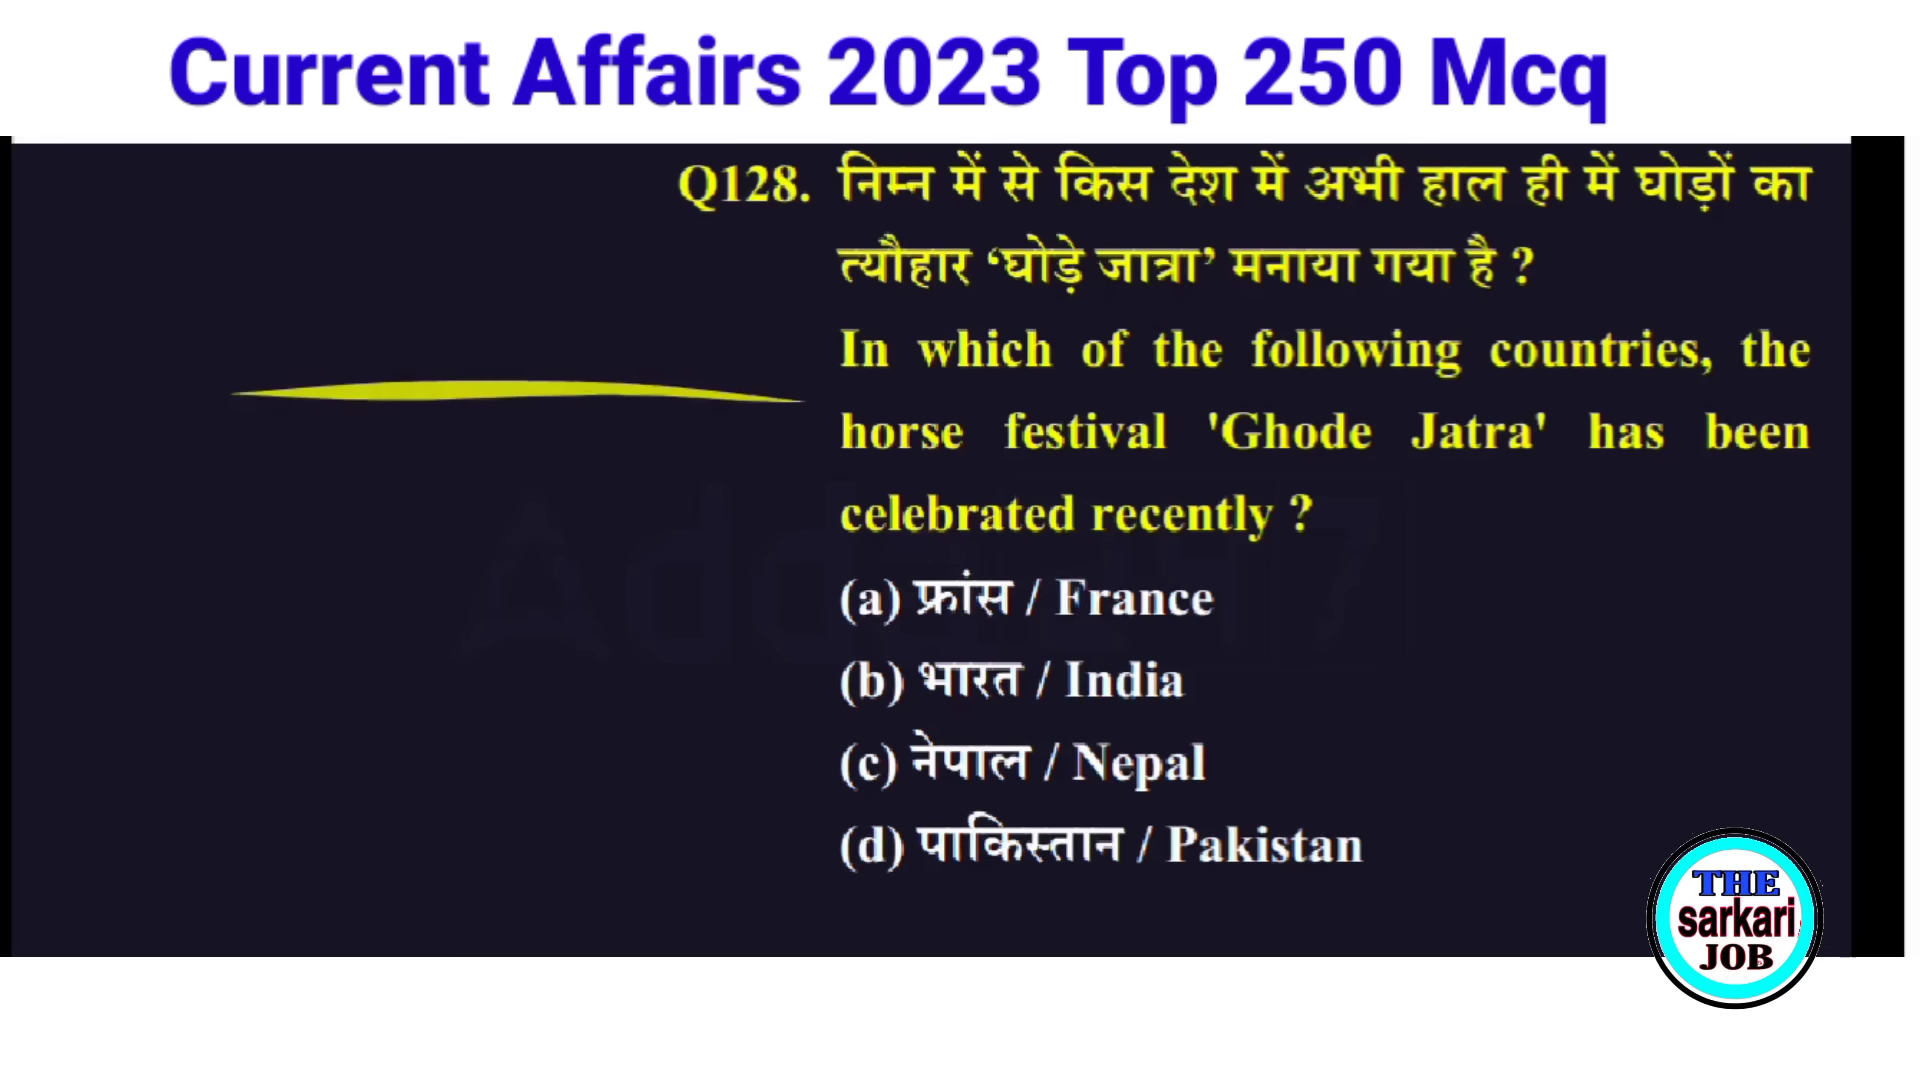 Current Affairs 2023 Top 250 Mcq
Q128. निम्न में से किस देश में अभी हाल ही में घोड़ों का
त्यौहार ‘घोड़े जात्रा’ मनाया गया है ?
In which of the following countries, the
horse festival 'Ghode Jatra' has been
celebrated recently ?
(a) फ्रांस / France
(b) भारत / India
(c) नेपाल / Nepal
(d) पाकिस्तान / Pakistan
THE
sarkari
JOB